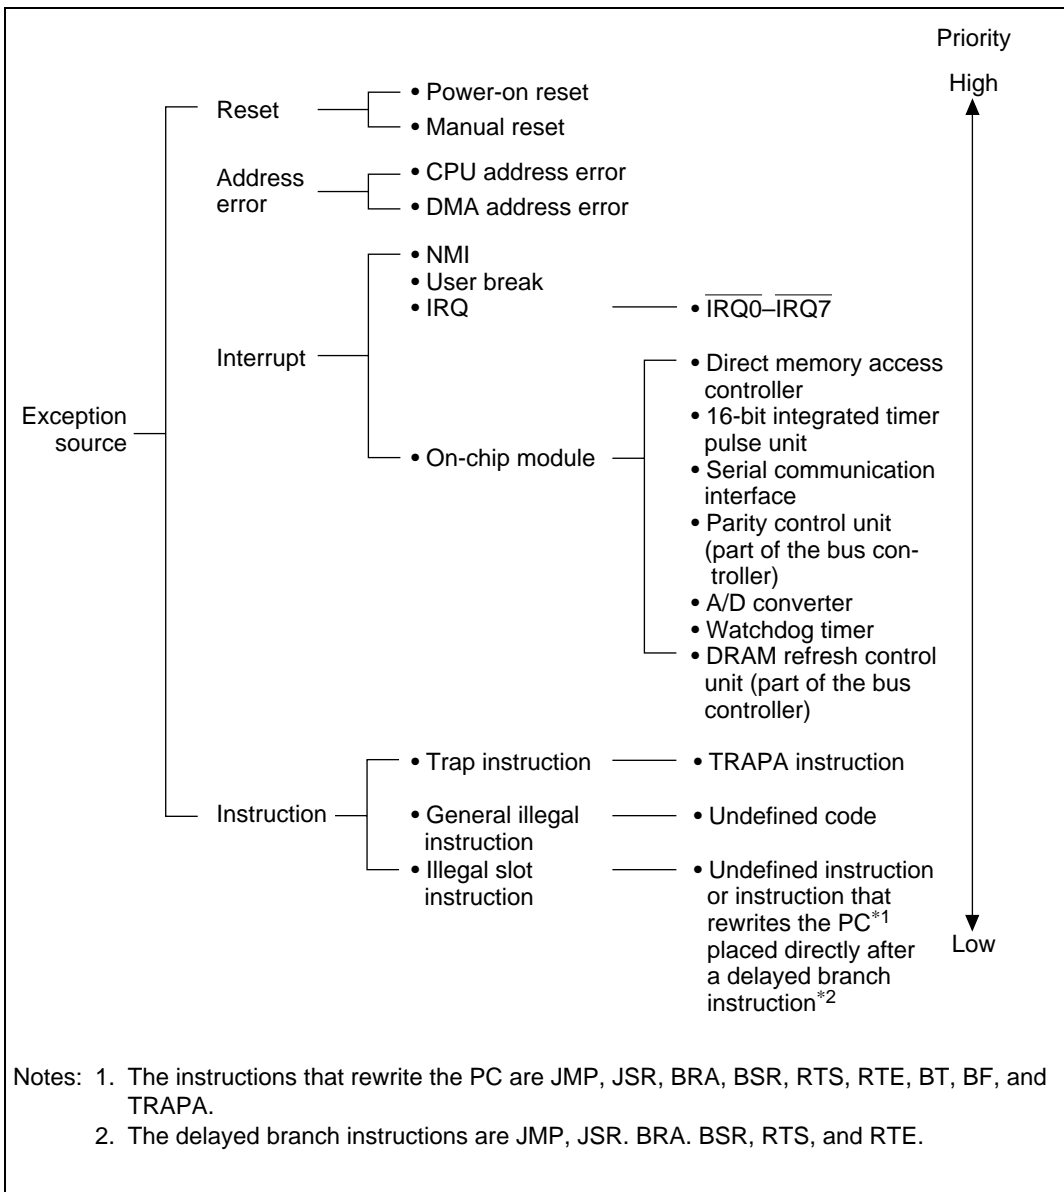 Priority
High
Reset
• Power-on reset
• Manual reset
Address
error
• CPU address error
• DMA address error
Interrupt
• NMI
• User break
• IRQ
• IRQ0–IRQ7
Exception
source
• On-chip module
• Direct memory access
controller
• 16-bit integrated timer
pulse unit
• Serial communication
interface
• Parity control unit
(part of the bus con-
troller)
• A/D converter
• Watchdog timer
• DRAM refresh control
unit (part of the bus
controller)
Instruction
• Trap instruction
• TRAPA instruction
• General illegal
instruction
• Undefined code
• Illegal slot
instruction
• Undefined instruction
or instruction that
rewrites the PC*1
placed directly after
a delayed branch
instruction*2
Low
Notes: 1. The instructions that rewrite the PC are JMP, JSR, BRA, BSR, RTS, RTE, BT, BF, and
TRAPA.
2. The delayed branch instructions are JMP, JSR. BRA. BSR, RTS, and RTE.